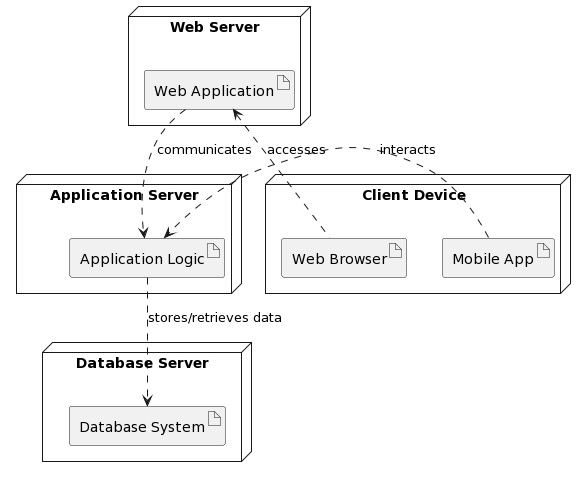 Web Server
Web Application
communicates
accesses
interacts
Application Server
Client Device
Application Logic
Web Browser
Mobile App
stores/retrieves data
Database Server
Database System